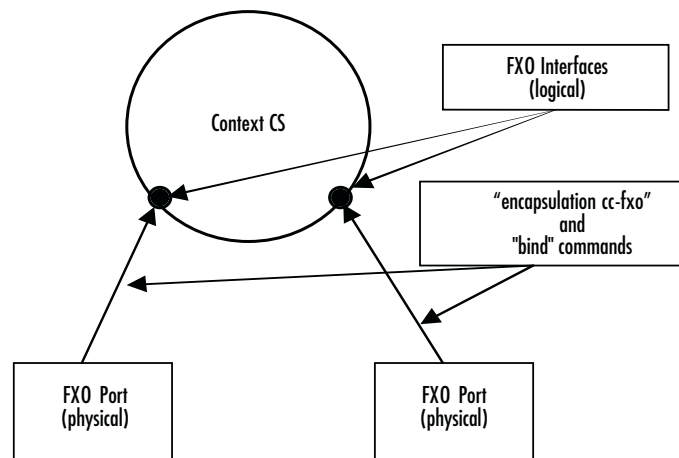 FXO Interfaces
(logical)
Context CS
“encapsulation cc-fxo”
and
"bind" commands
FXO Port
(physical)
FXO Port
(physical)